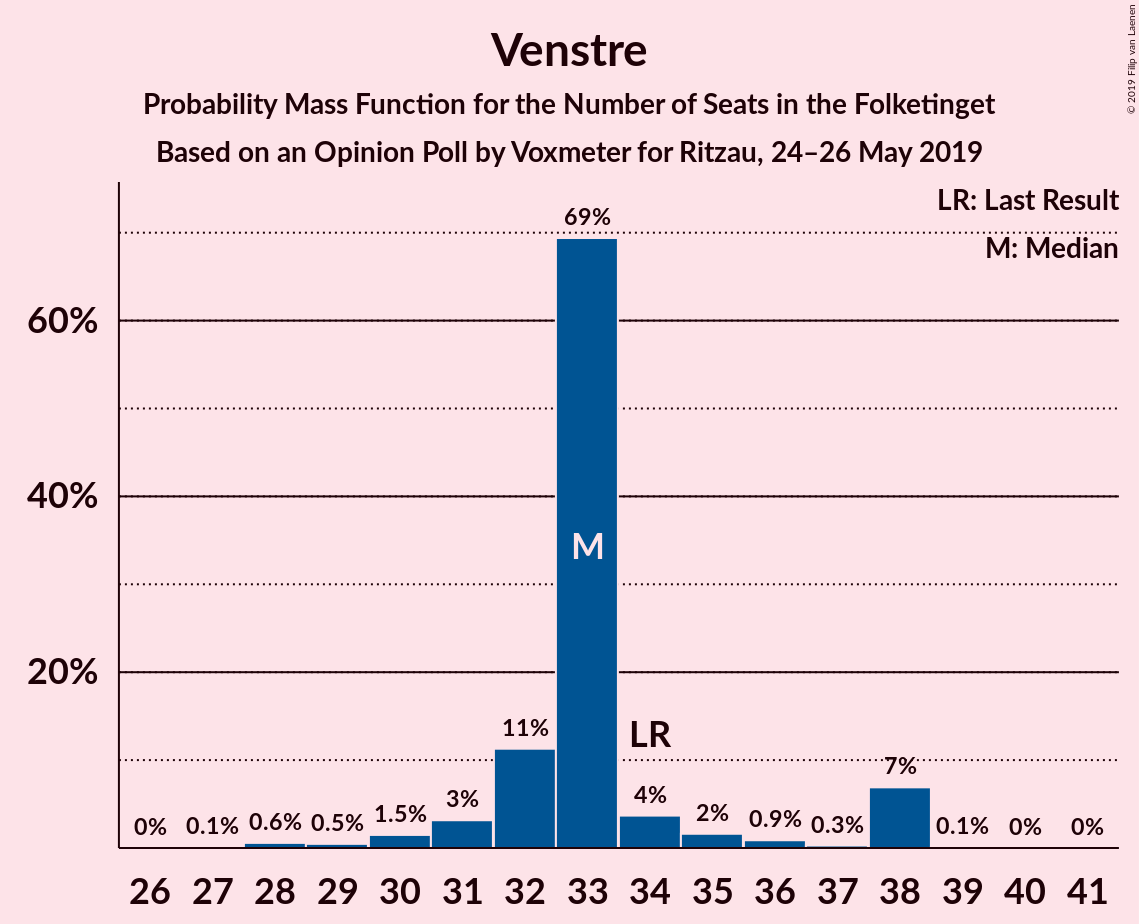 Venstre
Probability Mass Function for the Number of Seats in the Folketinget
Based on an Opinion Poll by Voxmeter for Ritzau, 24–26 May 2019
© 2019 Filip van Laenen
LR: Last Result
M: Median
60%
40%
20%
0%
0.1%
0.6%
0.5%
1.5%
3%
11%
69%
M
LR
4%
2%
0.9%
0.3%
7%
0.1%
0%
0%
26 27 28 29 30 31 32 33 34 35 36 37 38 39 40 41